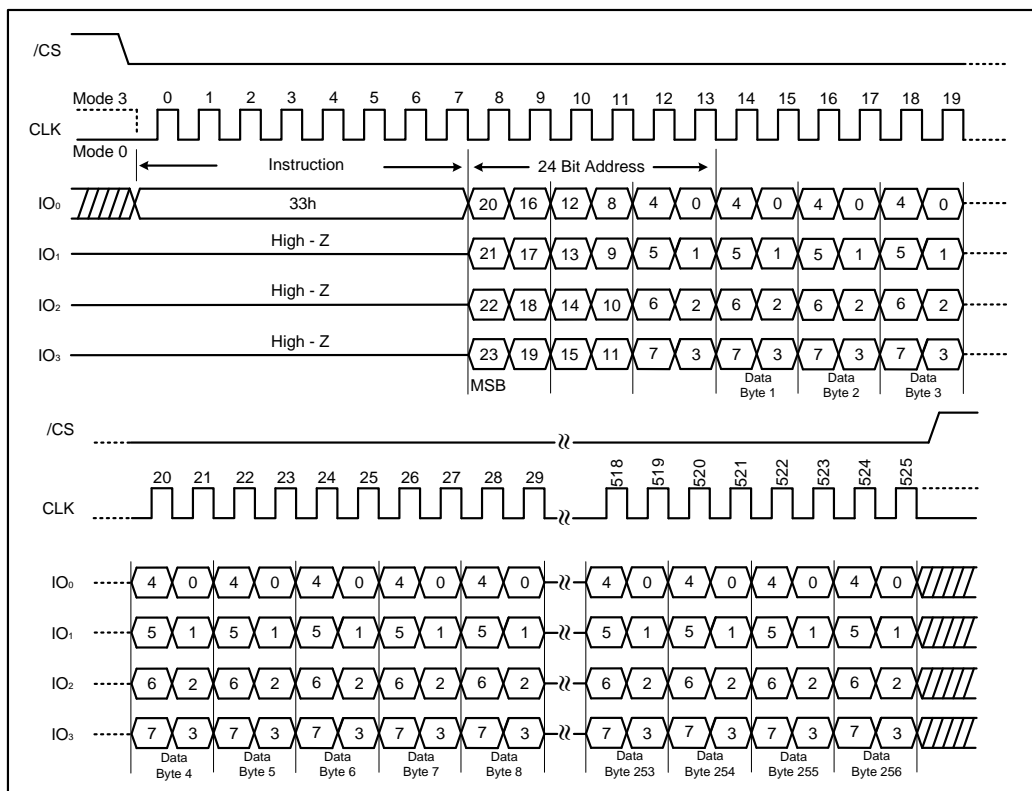 /CS
Mode 3 0 1 2 3 4 5 6 7 8 9 10 11 12 13 14 15 16 17 18 19
CLK
Mode 0
Instruction 24 Bit Address
IO₀ 33h 20 16 12 8 4 0 4 0 4 0 4 0
IO₁ High - Z 21 17 13 9 5 1 5 1 5 1 5 1
IO₂ High - Z 22 18 14 10 6 2 6 2 6 2 6 2
IO₃ High - Z 23 19 15 11 7 3 7 3 7 3 7 3
MSB Data Data Data
Byte 1 Byte 2 Byte 3
/CS
20 21 22 23 24 25 26 27 28 29 518 519 520 521 522 523 524 525
CLK
IO₀ 4 0 4 0 4 0 4 0 4 0 4 0 4 0 4 0 4 0
IO₁ 5 1 5 1 5 1 5 1 5 1 5 1 5 1 5 1 5 1
IO₂ 6 2 6 2 6 2 6 2 6 2 6 2 6 2 6 2 6 2
IO₃ 7 3 7 3 7 3 7 3 7 3 7 3 7 3 7 3 7 3
Data Data Data Data Data Data Data Data Data
Byte 4 Byte 5 Byte 6 Byte 7 Byte 8 Byte 253 Byte 254 Byte 255 Byte 256